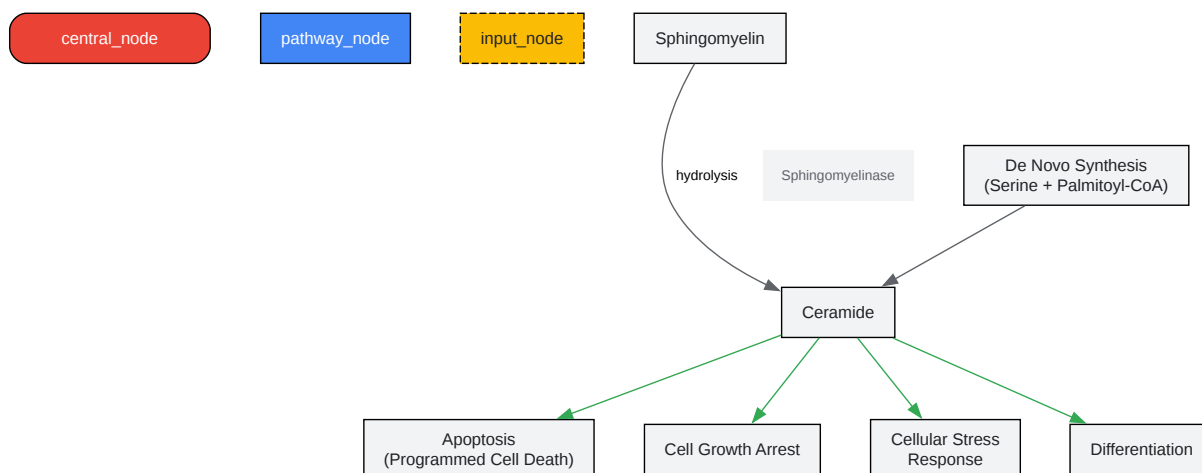 central_node
pathway_node
input_node
Sphingomyelin
hydrolysis
Sphingomyelinase
De Novo Synthesis
(Serine + Palmitoyl-CoA)
Ceramide
Apoptosis
(Programmed Cell Death)
Cell Growth Arrest
Cellular Stress
Response
Differentiation